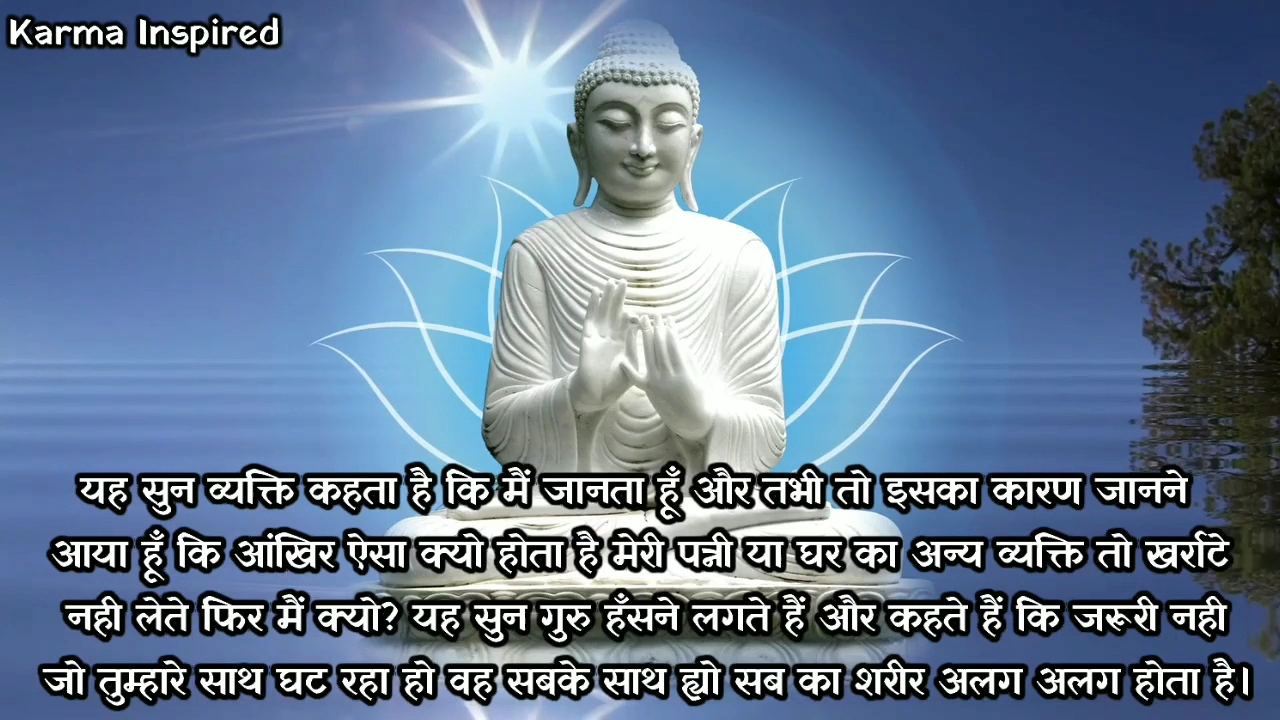 Karma Inspired
यह सुन व्यक्ति कहता है कि मैं जानता हूँ और तभी तो इसका कारण जानने
आया हूँ कि आंखिर ऐसा क्यो होता है मेरी पत्नी या घर का अन्य व्यक्ति तो खर्राटे
नही लेते फिर मैं क्यो? यह सुन गुरु हँसने लगते हैं और कहते हैं कि जरूरी नही
जो तुम्हारे साथ घट रहा हो वह सबके साथ ह्यो सब का शरीर अलग अलग होता है।